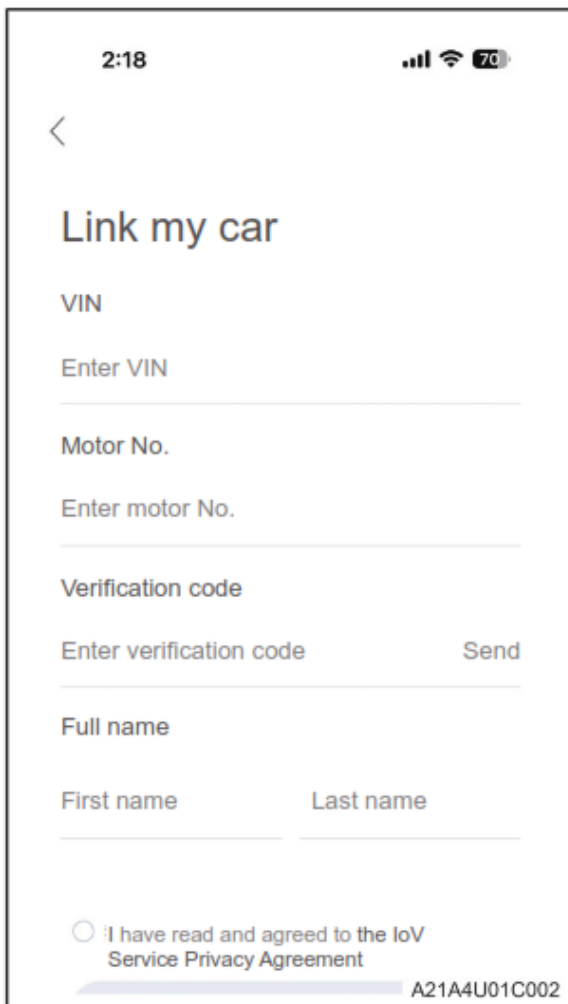 2:18
70
Link my car
VIN
Enter VIN
Motor No.
Enter motor No.
Verification code
Enter verification code Send
Full name
First name Last name
I have read and agreed to the IoV
Service Privacy Agreement
A21A4U01C002